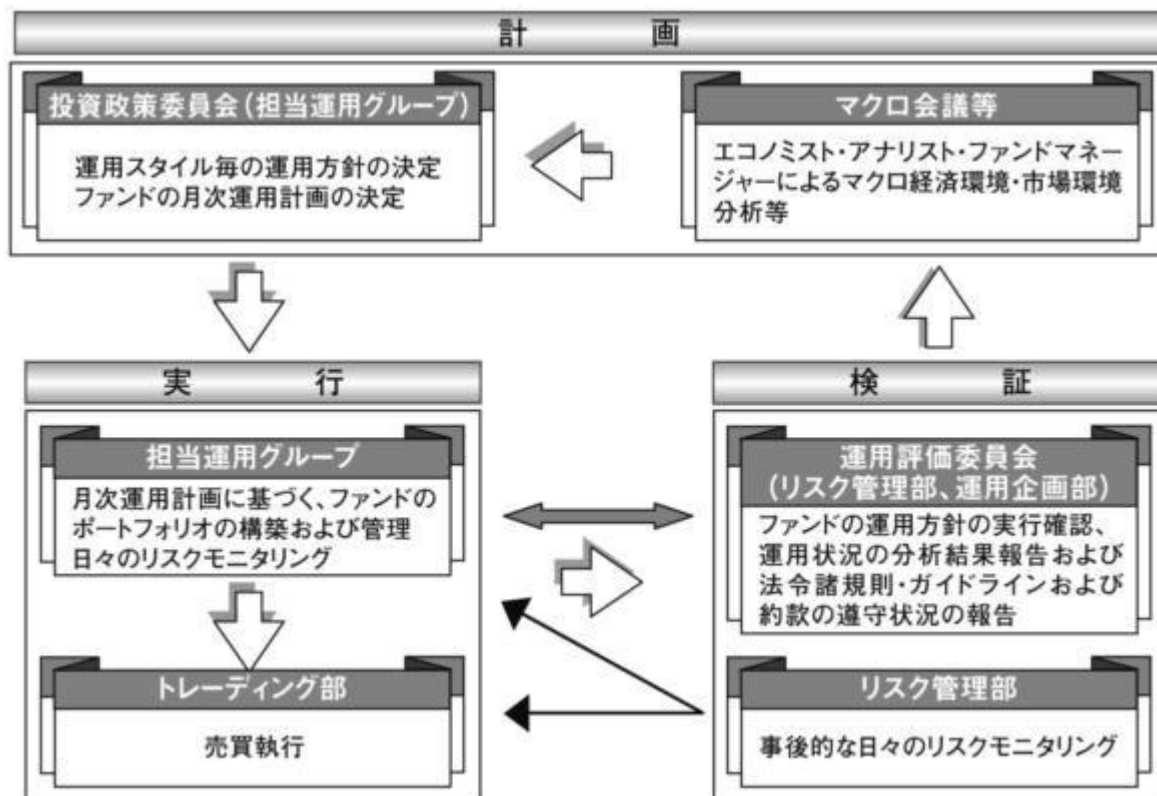 計画
投資政策委員会(担当運用グループ)
運用スタイル毎の運用方針の決定
ファンドの月次運用計画の決定
マクロ会議等
エコノミスト・アナリスト・ファンドマネー
ジャーによるマクロ経済環境・市場環境
分析等
実行
担当運用グループ
月次運用計画に基づく、ファンドの
ポートフォリオの構築および管理
日々のリスクモニタリング
トレーディング部
売買執行
検証
運用評価委員会
(リスク管理部、運用企画部)
ファンドの運用方針の実行確認、
運用状況の分析結果報告および
法令諸規則・ガイドラインおよび
約款の遵守状況の報告
リスク管理部
事後的な日々のリスクモニタリング